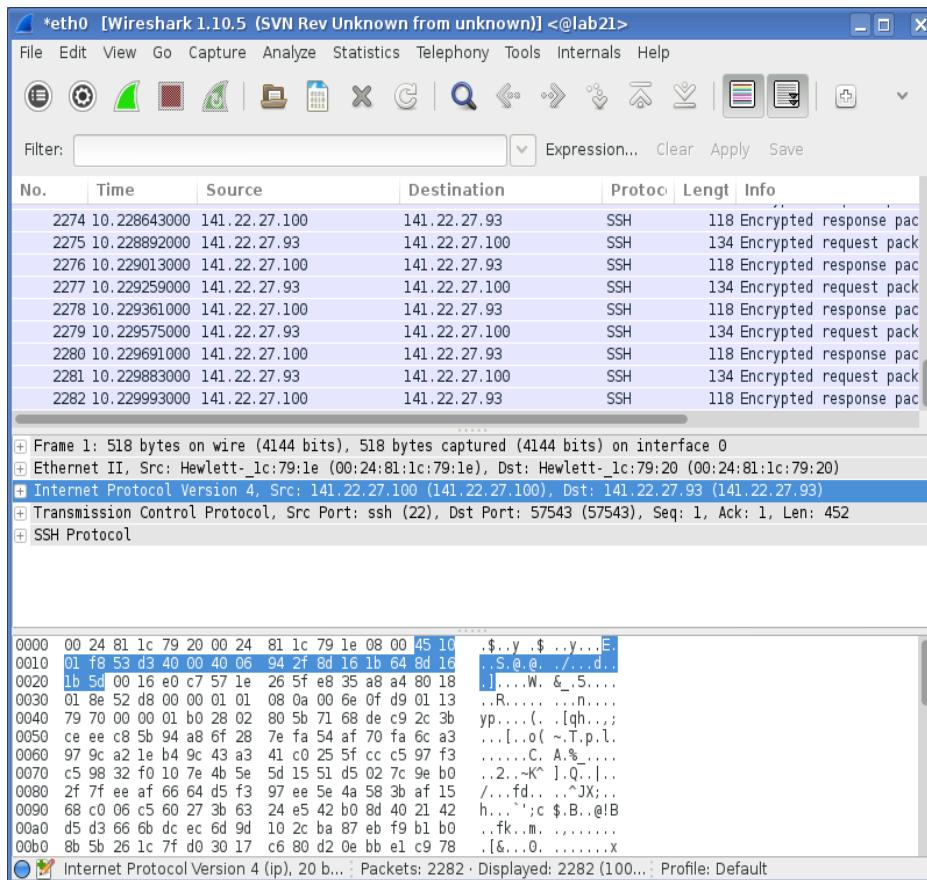 *eth0 [Wireshark 1.10.5 (SVN Rev Unknown from unknown)] <@lab21>
File Edit View Go Capture Analyze Statistics Telephony Tools Internals Help
Filter: Expression... Clear Apply Save
No. Time Source Destination Protoc Lengt Info
2274 10.228643000 141.22.27.100 141.22.27.93 SSH 118 Encrypted response pac
2275 10.228892000 141.22.27.93 141.22.27.100 SSH 134 Encrypted request pack
2276 10.229013000 141.22.27.100 141.22.27.93 SSH 118 Encrypted response pac
2277 10.229259000 141.22.27.93 141.22.27.100 SSH 134 Encrypted request pack
2278 10.229361000 141.22.27.100 141.22.27.93 SSH 118 Encrypted response pac
2279 10.229575000 141.22.27.93 141.22.27.100 SSH 134 Encrypted request pack
2280 10.229691000 141.22.27.100 141.22.27.93 SSH 118 Encrypted response pac
2281 10.229883000 141.22.27.93 141.22.27.100 SSH 134 Encrypted request pack
2282 10.229993000 141.22.27.100 141.22.27.93 SSH 118 Encrypted response pac
Frame 1: 518 bytes on wire (4144 bits), 518 bytes captured (4144 bits) on interface 0
Ethernet II, Src: Hewlett-_1c:79:1e (00:24:81:1c:79:1e), Dst: Hewlett-_1c:79:20 (00:24:81:1c:79:20)
Internet Protocol Version 4, Src: 141.22.27.100 (141.22.27.100), Dst: 141.22.27.93 (141.22.27.93)
Transmission Control Protocol, Src Port: ssh (22), Dst Port: 57543 (57543), Seq: 1, Ack: 1, Len: 452
SSH Protocol
0000 00 24 81 1c 79 20 00 24 81 1c 79 1e 08 00 45 10 .$..y .$ ..y...E.
0010 01 f8 53 d3 40 00 40 06 94 2f 8d 16 1b 64 8d 16 ..S.@.@. ./...d..
0020 1b 5d 00 16 e0 c7 57 1e 26 5f e8 35 a8 a4 80 18 .]....W. &_.5....
0030 01 8e 52 d8 00 00 01 01 08 0a 00 6e 0f d9 01 13 ..R..... ...n....
0040 79 70 00 00 01 b0 28 02 80 5b 71 68 de c9 2c 3b yp....(. .[qh..,;
0050 ce ee c8 5b 94 a8 6f 28 7e fa 54 af 70 fa 6c a3 ...[..o( ~.T.p.l.
0060 97 9c a2 1e b4 9c 43 a3 41 c0 25 5f cc c5 97 f3 ......C. A.%_....
0070 c5 98 32 f0 10 7e 4b 5e 5d 15 51 d5 02 7c 9e b0 ..2..~K^ ].Q..|..
0080 2f 7f ee af 66 64 d5 f3 97 ee 5e 4a 58 3b af 15 /...fd.. ..^JX;..
0090 68 c0 06 c5 60 27 3b 63 24 e5 42 b0 8d 40 21 42 h...`';c $.B..@!B
00a0 d5 d3 66 6b dc ec 6d 9d 10 2c ba 87 eb f9 b1 b0 ..fk..m. .,......
00b0 8b 5b 26 1c 7f d0 30 17 c6 80 d2 0e bb e1 c9 78 .[&...0. .......x
Internet Protocol Version 4 (ip), 20 b... Packets: 2282 · Displayed: 2282 (100... Profile: Default